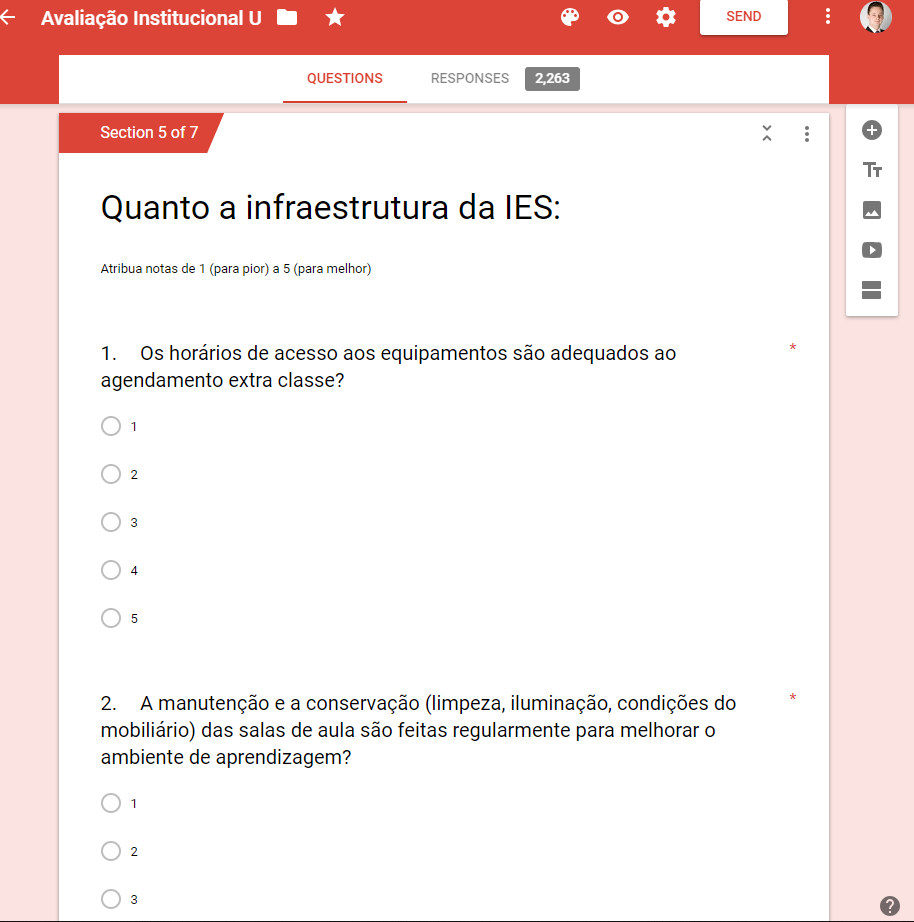 Avaliação Institucional U
SEND
QUESTIONS RESPONSES 2,263
Section 5 of 7
Quanto a infraestrutura da IES:
Atribua notas de 1 (para pior) a 5 (para melhor)
1. Os horários de acesso aos equipamentos são adequados ao *
agendamento extra classe?
1
2
3
4
5
2. A manutenção e a conservação (limpeza, iluminação, condições do *
mobiliário) das salas de aula são feitas regularmente para melhorar o
ambiente de aprendizagem?
1
2
3